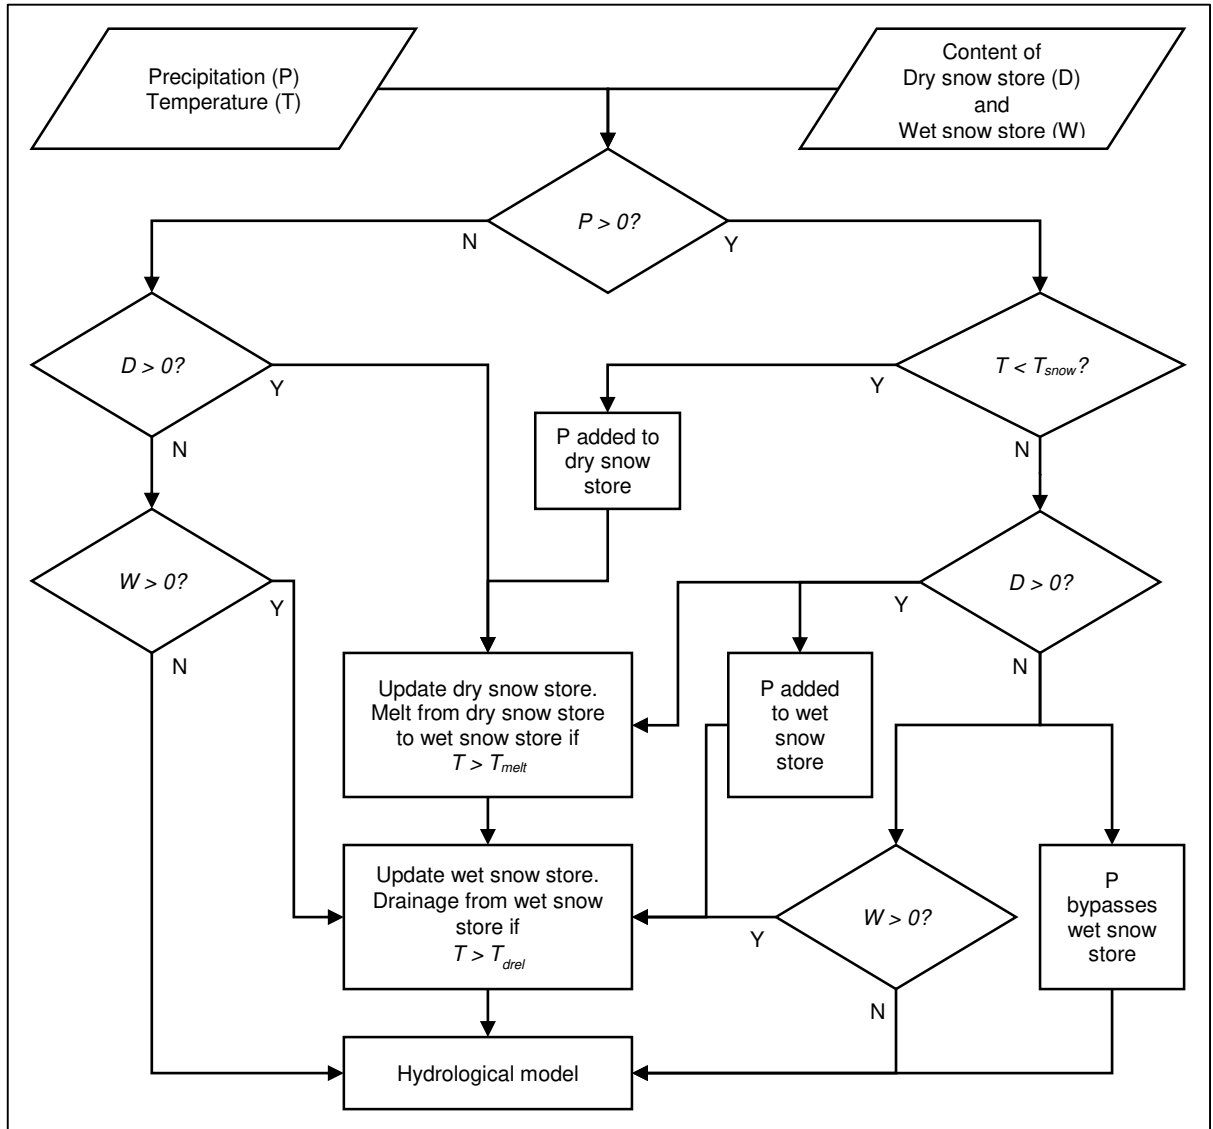 Precipitation (P)
Temperature (T)
Content of
Dry snow store (D)
and
Wet snow store (W)
P > 0?
N
Y
D > 0?
Y
N
T < Tsnow?
Y
N
P added to
dry snow
store
W > 0?
Y
N
D > 0?
Y
N
Update dry snow store.
Melt from dry snow store
to wet snow store if
T > Tmelt
P added
to wet
snow
store
Update wet snow store.
Drainage from wet snow
store if
T > Tdrel
W > 0?
Y
N
P
bypasses
wet snow
store
Hydrological model